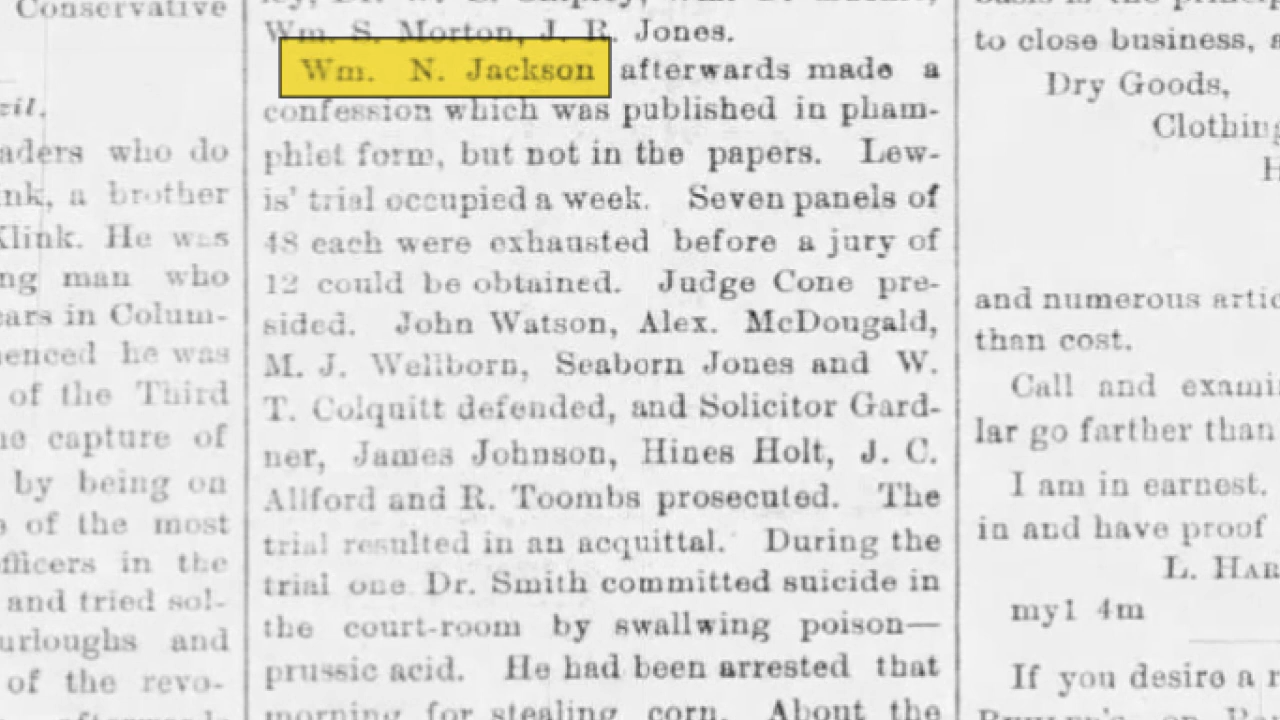 Conservative
zil.
aders who do
nk, a brother
Klink. He was
ng man who
ears in Colum-
menced he was
of the Third
he capture of
by being on
of the most
officers in the
and tried sol-
urloughs and
of the revo-
Wm. S. Morton, J. R. Jones.
Wm. N. Jackson afterwards made a
confession which was published in pham-
phlet form, but not in the papers. Lew-
is' trial occupied a week. Seven panels of
48 each were exhausted before a jury of
12 could be obtained. Judge Cone pre-
sided. John Watson, Alex. McDougald,
M. J. Wellborn, Seaborn Jones and W.
T. Colquitt defended, and Solicitor Gard-
ner, James Johnson, Hines Holt, J. C.
Allford and R. Toombs prosecuted. The
trial resulted in an acquittal. During the
trial one Dr. Smith committed suicide in
the court-room by swallwing poison—
prussic acid. He had been arrested that
morning for stealing corn. About the
to close business, a
Dry Goods,
Clothing
H
and numerous artic
than cost.
Call and exami
lar go farther than
I am in earnest.
in and have proof
L. HAR
my1 4m
If you desire a